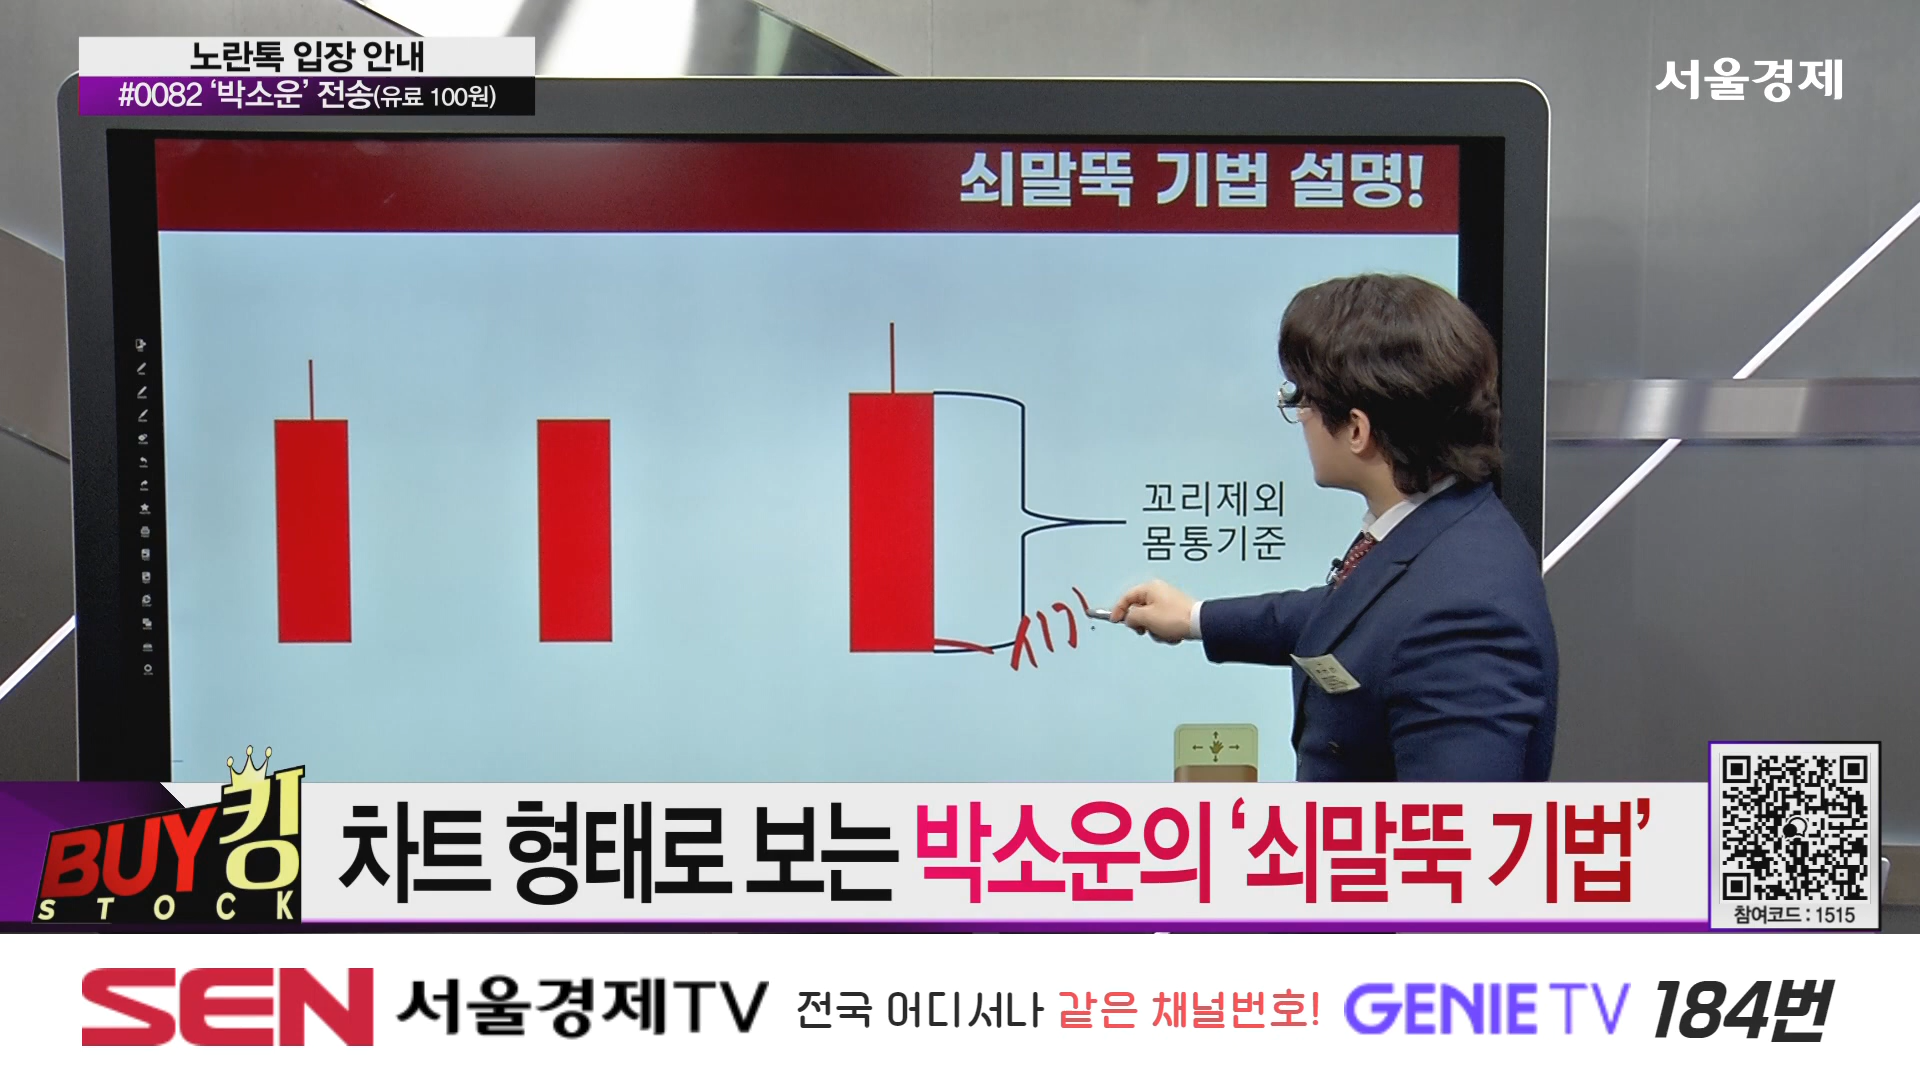 노란톡 입장 안내
#0082 ‘박소운’ 전송(유료 100원)
서울경제
쇠말뚝 기법 설명!
꼬리제외
몸통기준
시가
BUY킹
STOCK
차트 형태로 보는 박소운의 ‘쇠말뚝 기법’
참여코드 : 1515
SEN 서울경제TV 전국 어디서나 같은 채널번호! GENIE TV 184번